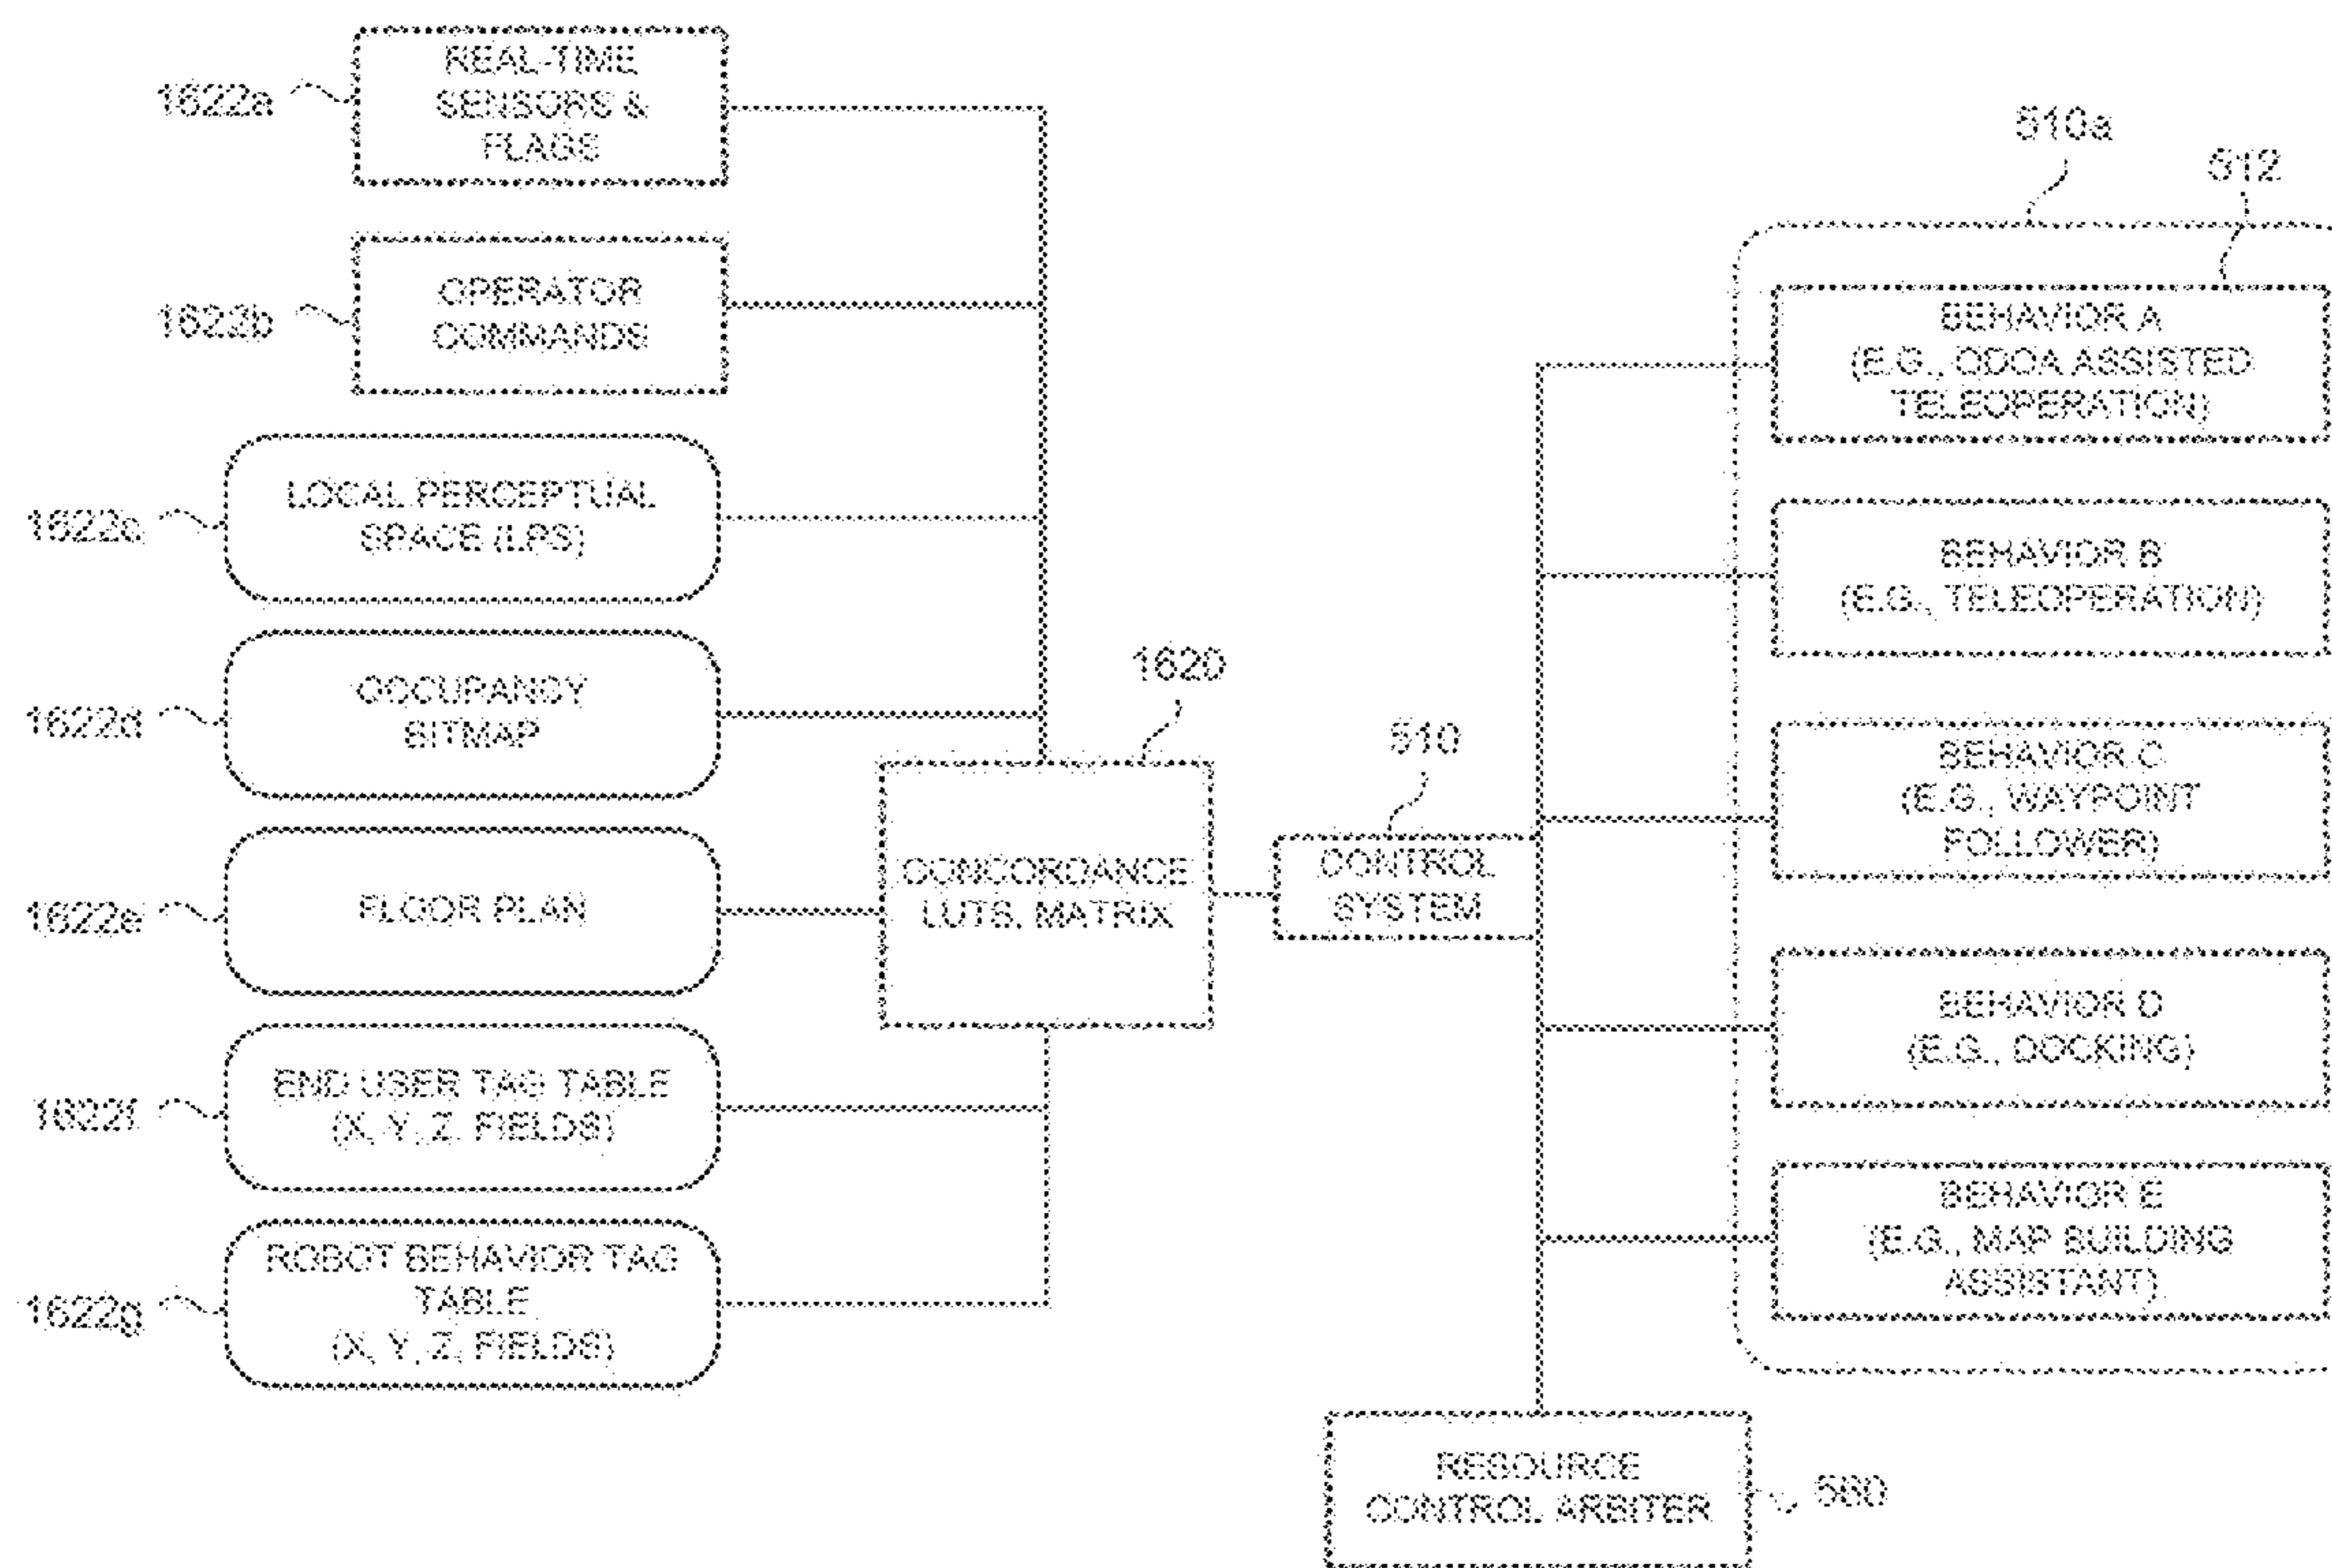 REAL-TIME
SENSORS &
FLAGS
1622a
OPERATOR
COMMANDS
1622b
LOCAL PERCEPTUAL
SPACE (LPS)
1622c
OCCUPANCY
BITMAP
1622d
FLOOR PLAN
1622e
END USER TAG TABLE
(X, Y, Z, FIELDS)
1622f
ROBOT BEHAVIOR TAG
TABLE
(X, Y, Z, FIELDS)
1622g
1620
CONCORDANCE
LUTS, MATRIX
510
CONTROL
SYSTEM
510a
512
BEHAVIOR A
(E.G., ODOA ASSISTED
TELEOPERATION)
BEHAVIOR B
(E.G., TELEOPERATION)
BEHAVIOR C
(E.G., WAYPOINT
FOLLOWER)
BEHAVIOR D
(E.G., DOCKING)
BEHAVIOR E
(E.G., MAP BUILDING
ASSISTANT)
RESOURCE
CONTROL ARBITER